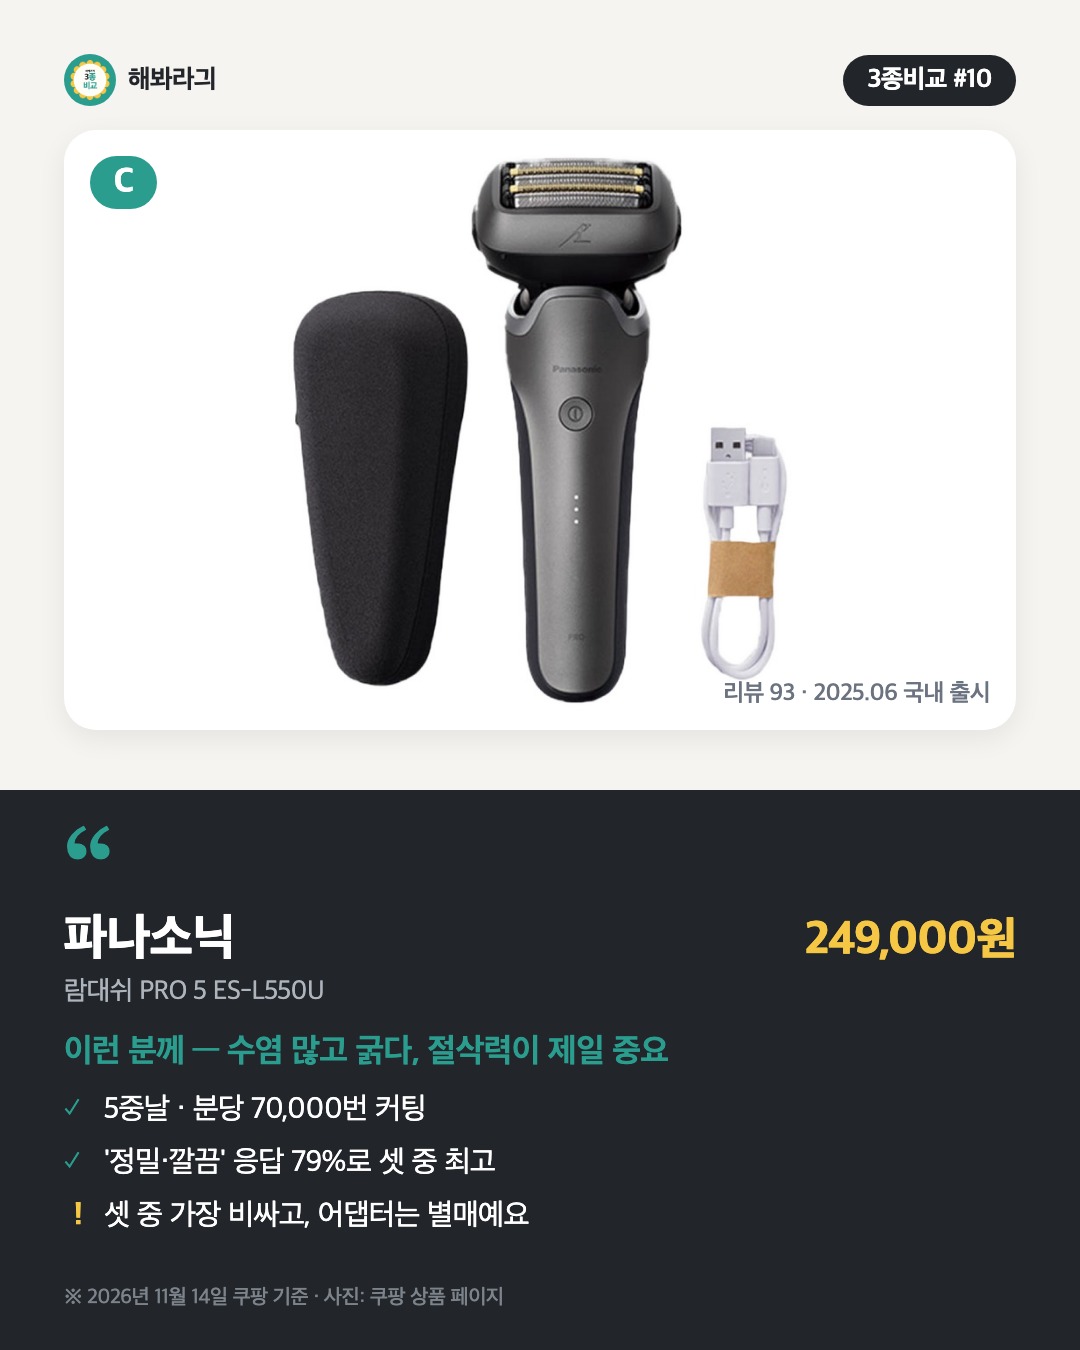 3종
비교
해봐라긔
3종비교 #10
C
Panasonic
PRO
리뷰 93 · 2025.06 국내 출시
“
파나소닉
249,000원
람대쉬 PRO 5 ES-L550U
이런 분께 — 수염 많고 굵다, 절삭력이 제일 중요
✓ 5중날 · 분당 70,000번 커팅
✓ '정밀·깔끔' 응답 79%로 셋 중 최고
! 셋 중 가장 비싸고, 어댑터는 별매예요
※ 2026년 11월 14일 쿠팡 기준 · 사진: 쿠팡 상품 페이지